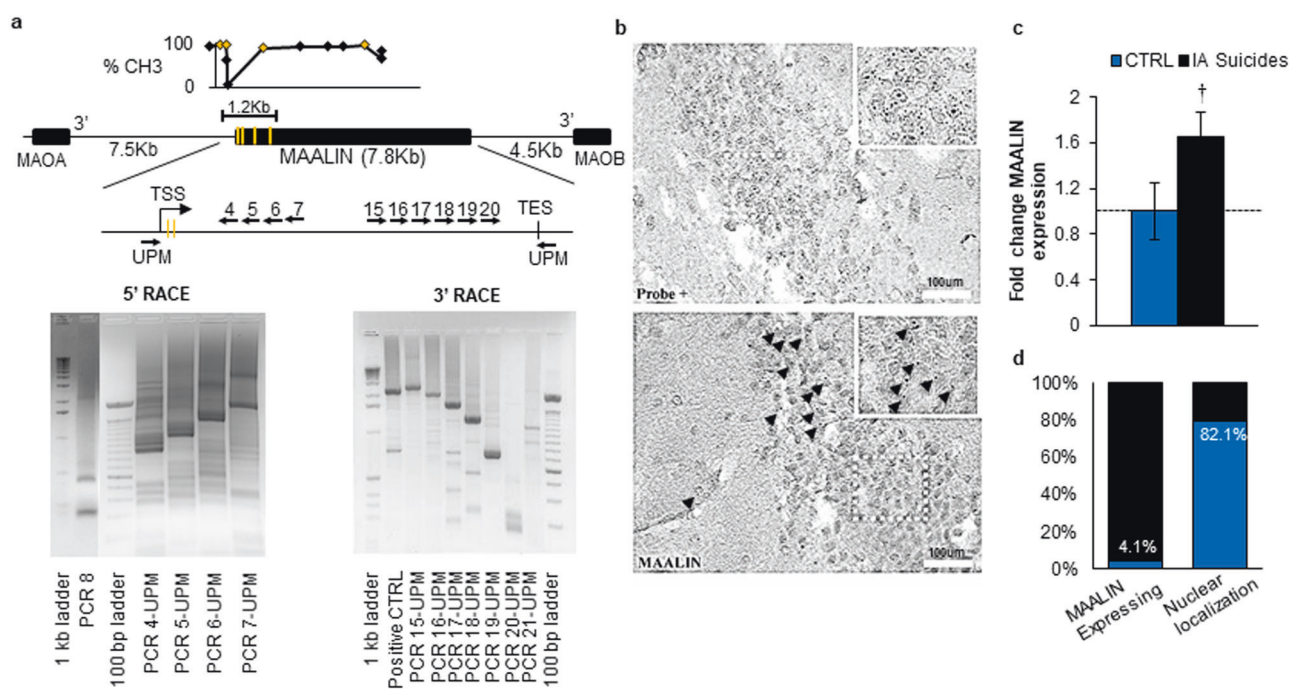 a
100
% CH3
0
1.2Kb
3'
3'
7.5Kb
4.5Kb
MAOA
MAALIN (7.8Kb)
MAOB
TSS
4 5 6 7
15 16 17 18 19 20
TES
UPM
UPM
5' RACE
3' RACE
1 kb ladder
PCR 8
100 bp ladder
PCR 4-UPM
PCR 5-UPM
PCR 6-UPM
PCR 7-UPM
1 kb ladder
Positive CTRL
PCR 15-UPM
PCR 16-UPM
PCR 17-UPM
PCR 18-UPM
PCR 19-UPM
PCR 20-UPM
PCR 21-UPM
100 bp ladder
b
100um
Probe +
100um
MAALIN
c
CTRL IA Suicides
Fold change MAALIN
expression
2
1.6
1.2
0.8
0.4
0
†
d
100%
80%
60%
40%
20%
0%
82.1%
4.1%
MAALIN
Expressing
Nuclear
localization